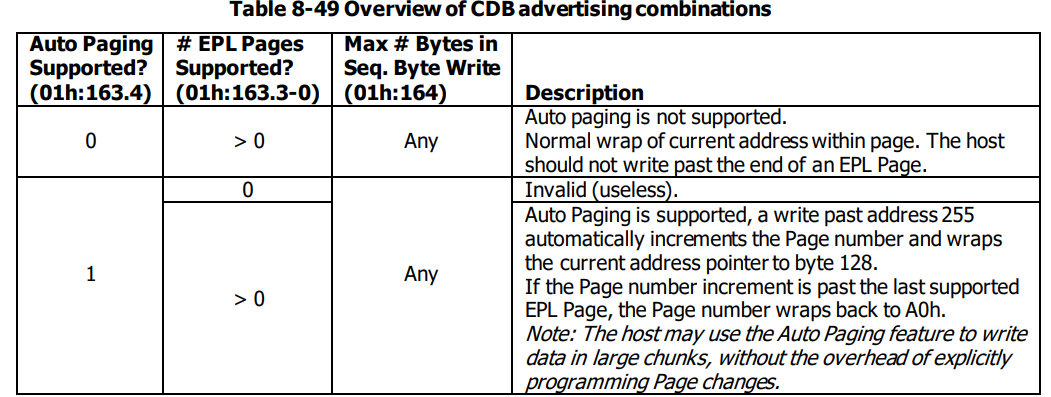 Table 8-49 Overview of CDB advertising combinations
Auto Paging Supported? (01h:163.4)
# EPL Pages Supported? (01h:163.3-0)
Max # Bytes in Seq. Byte Write (01h:164)
Description
0
> 0
Any
Auto paging is not supported.
Normal wrap of current address within page. The host
should not write past the end of an EPL Page.
1
0
Any
Invalid (useless).
> 0
Auto Paging is supported, a write past address 255
automatically increments the Page number and wraps
the current address pointer to byte 128.
If the Page number increment is past the last supported
EPL Page, the Page number wraps back to A0h.
Note: The host may use the Auto Paging feature to write
data in large chunks, without the overhead of explicitly
programming Page changes.